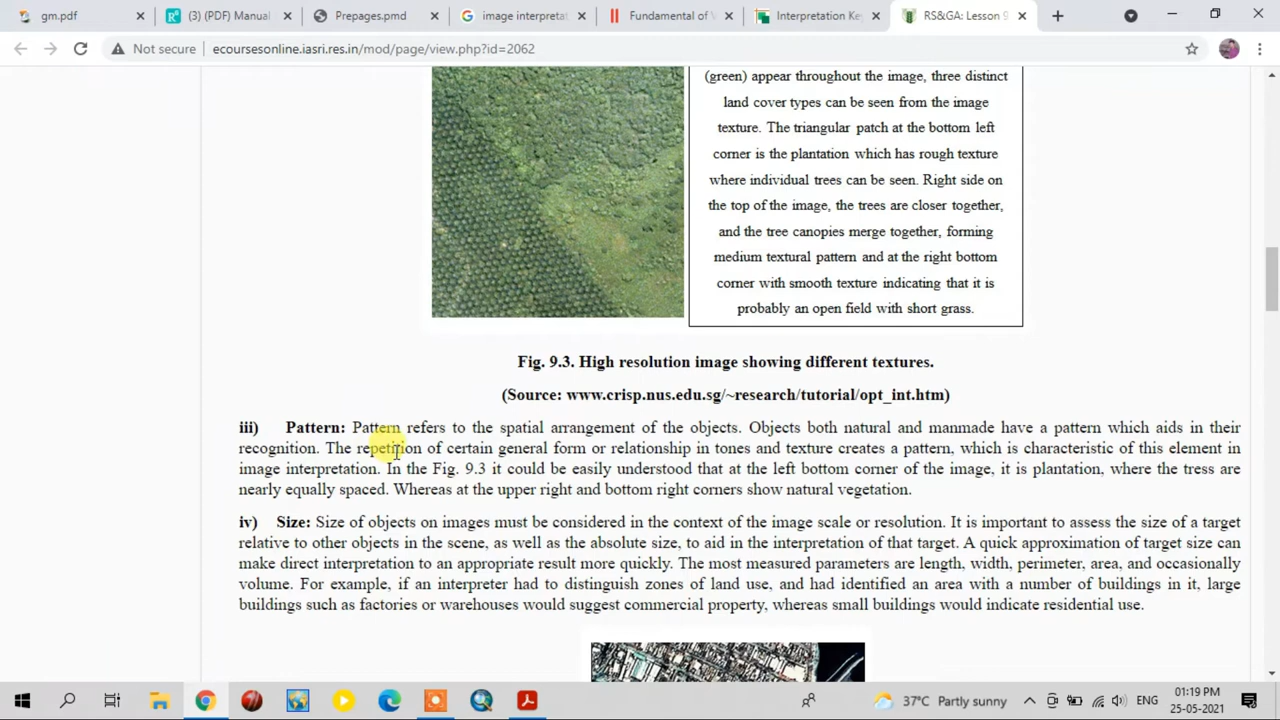 gm.pdf
(3) (PDF) Manual
Prepages.pmd
image interpretat
Fundamental of
Interpretation Ke
RS&GA: Lesson 9
Not secure
ecoursesonline.iasri.res.in/mod/page/view.php?id=2062
(green) appear throughout the image, three distinct
land cover types can be seen from the image
texture. The triangular patch at the bottom left
corner is the plantation which has rough texture
where individual trees can be seen. Right side on
the top of the image, the trees are closer together,
and the tree canopies merge together, forming
medium textural pattern and at the right bottom
corner with smooth texture indicating that it is
probably an open field with short grass.
Fig. 9.3. High resolution image showing different textures.
(Source: www.crisp.nus.edu.sg/~research/tutorial/opt_int.htm)
iii) Pattern: Pattern refers to the spatial arrangement of the objects. Objects both natural and manmade have a pattern which aids in their
recognition. The repetition of certain general form or relationship in tones and texture creates a pattern, which is characteristic of this element in
image interpretation. In the Fig. 9.3 it could be easily understood that at the left bottom corner of the image, it is plantation, where the tress are
nearly equally spaced. Whereas at the upper right and bottom right corners show natural vegetation.
iv) Size: Size of objects on images must be considered in the context of the image scale or resolution. It is important to assess the size of a target
relative to other objects in the scene, as well as the absolute size, to aid in the interpretation of that target. A quick approximation of target size can
make direct interpretation to an appropriate result more quickly. The most measured parameters are length, width, perimeter, area, and occasionally
volume. For example, if an interpreter had to distinguish zones of land use, and had identified an area with a number of buildings in it, large
buildings such as factories or warehouses would suggest commercial property, whereas small buildings would indicate residential use.
37°C Partly sunny
ENG
01:19 PM
25-05-2021